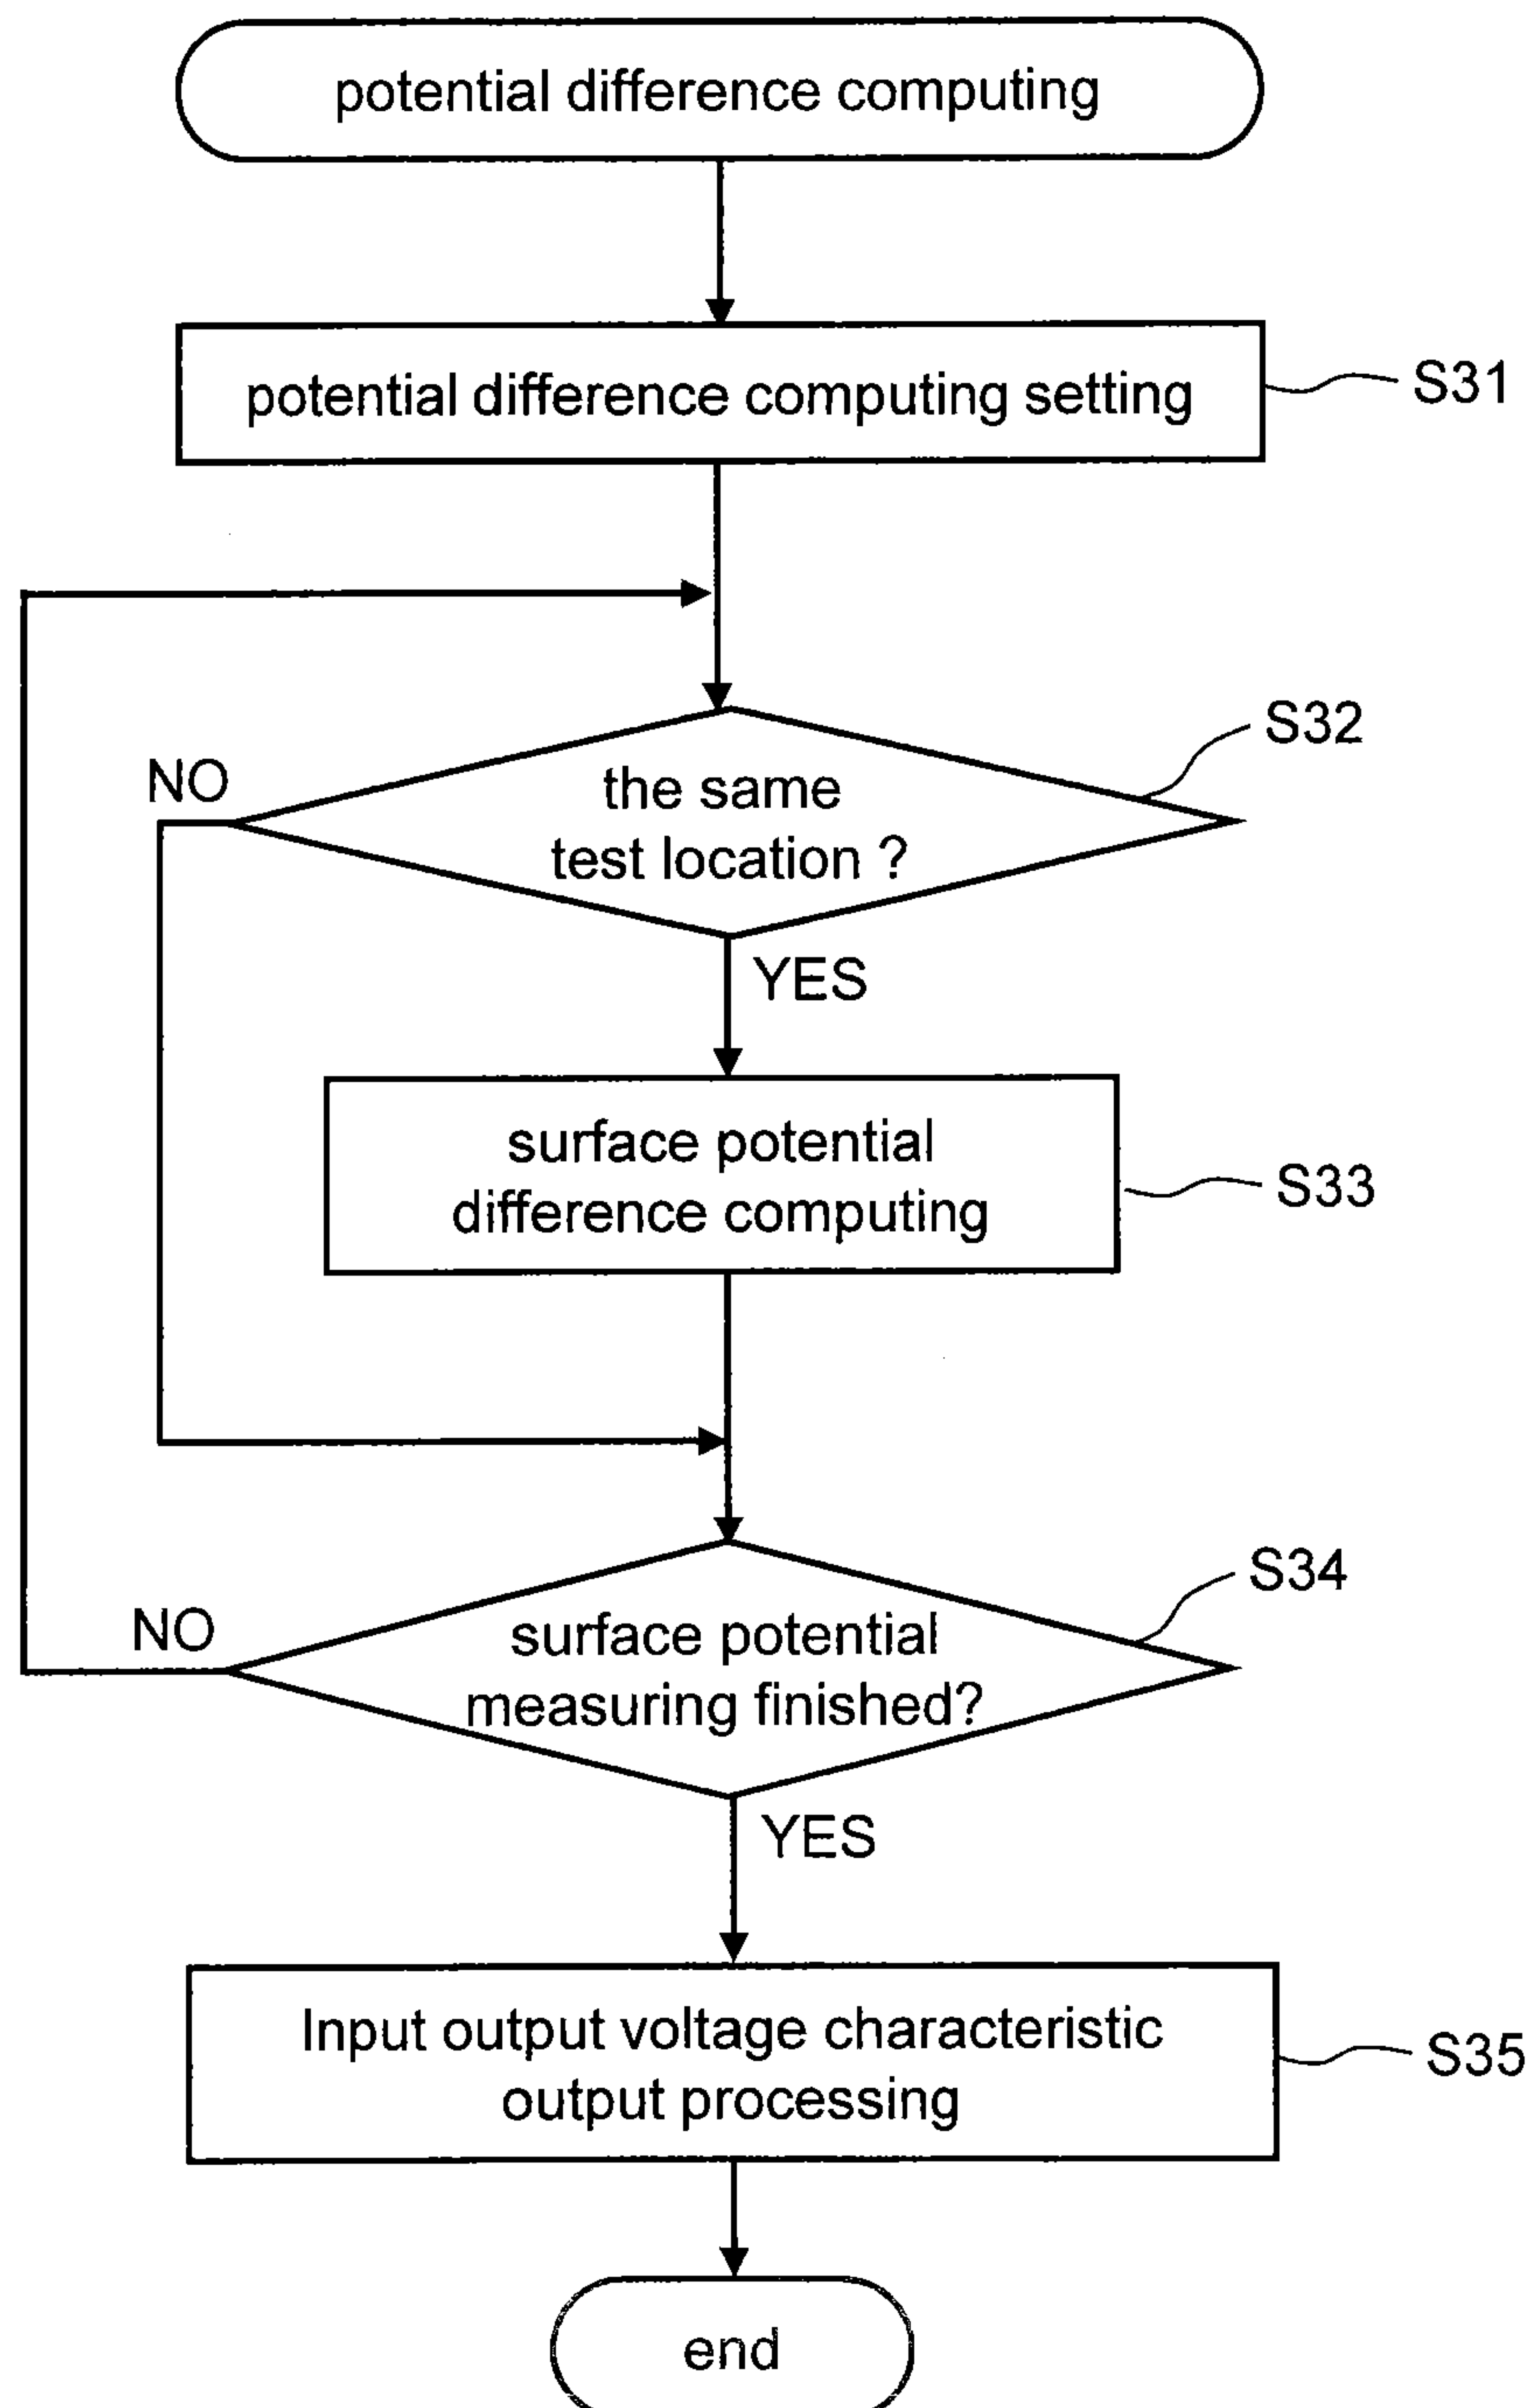 potential difference computing
potential difference computing setting
S31
S32
NO
the same
test location ?
YES
surface potential
difference computing
S33
S34
NO
surface potential
measuring finished?
YES
Input output voltage characteristic
output processing
S35
end